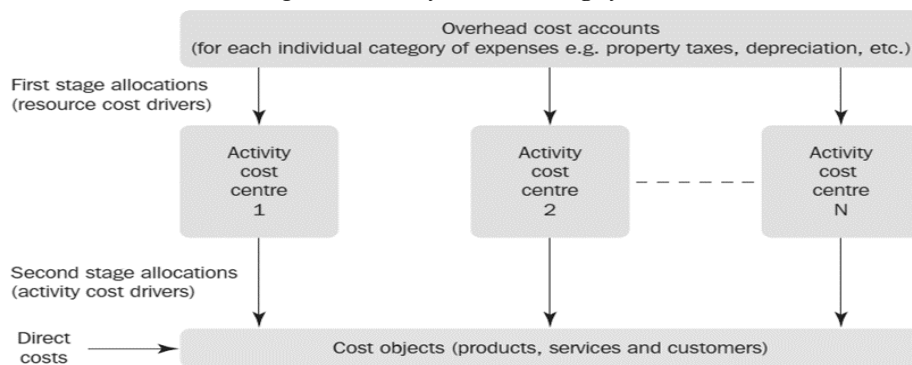 Overhead cost accounts
(for each individual category of expenses e.g. property taxes, depreciation, etc.)
First stage allocations
(resource cost drivers)
Activity
cost
centre
1
Activity
cost
centre
2
Activity
cost
centre
N
Second stage allocations
(activity cost drivers)
Direct
costs
Cost objects (products, services and customers)